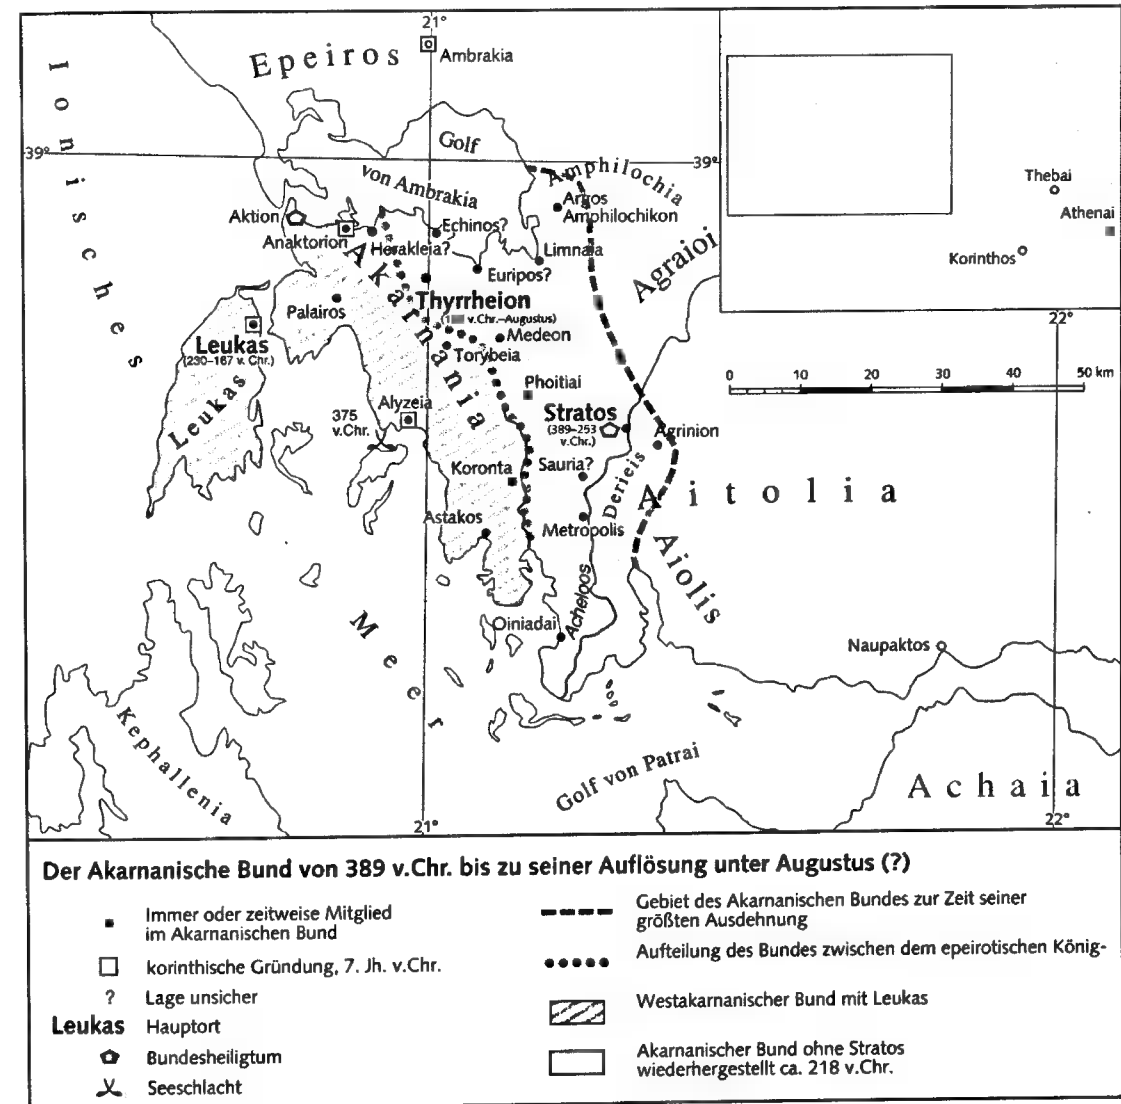 21°
Epeiros
Ambrakia
Ionisches
Golf
39°
39°
Amphilochia
von Ambrakia
Thebai
Athenai
Korinthos
22°
Aktion
Argos
Amphilochikon
Anaktorion
Echinos?
Herakleia?
Limnaia
Agraioi
Euripos?
Akarnania
Palairos
Thyrrheion
v.Chr.–Augustus)
Medeon
Leukas
(230–167 v. Chr.)
Torybeia
0 10 20 30 40 50 km
Phoitiai
Leukas
375
v.Chr.
Alyzeia
Stratos
(389–253
v.Chr.)
Agrinion
Koronta
Sauria?
Derieis
Aitolia
Astakos
Metropolis
Aiolis
Acheloos
Meer
Oiniadai
Naupaktos
Kephallenia
Golf von Patrai
Achaia
21°
22°
Der Akarnanische Bund von 389 v.Chr. bis zu seiner Auflösung unter Augustus (?)
Immer oder zeitweise Mitglied
im Akarnanischen Bund
korinthische Gründung, 7. Jh. v.Chr.
? Lage unsicher
Leukas Hauptort
Bundesheiligtum
Seeschlacht
Gebiet des Akarnanischen Bundes zur Zeit seiner
größten Ausdehnung
Aufteilung des Bundes zwischen dem epeirotischen König-
Westakarnanischer Bund mit Leukas
Akarnanischer Bund ohne Stratos
wiederhergestellt ca. 218 v.Chr.